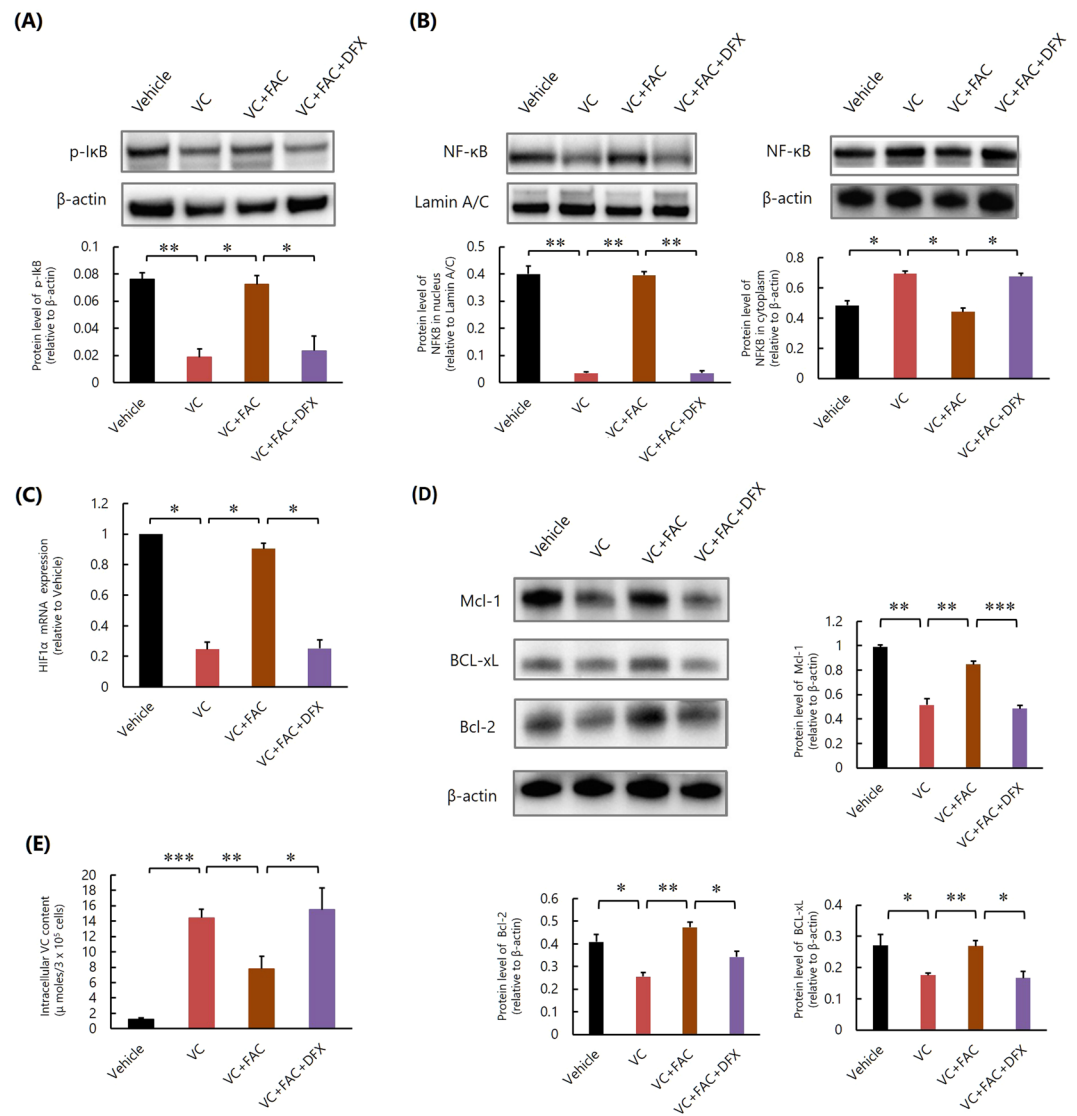 (A)
Vehicle
VC
VC+FAC
VC+FAC+DFX
p-IκB
β-actin
Protein level of p-IkB
(relative to β-actin)
0.1
0.08
0.06
0.04
0.02
0
** * *
Vehicle
VC
VC+FAC
VC+FAC+DFX
(B)
Vehicle
VC
VC+FAC
VC+FAC+DFX
NF-κB
Lamin A/C
Protein level of
NFKB in nucleus
(relative to Lamin A/C)
0.5
0.4
0.3
0.2
0.1
0
** ** **
Vehicle
VC
VC+FAC
VC+FAC+DFX
Vehicle
VC
VC+FAC
VC+FAC+DFX
NF-κB
β-actin
Protein level of
NFKB in cytoplasm
(relative to β-actin)
0.8
0.6
0.4
0.2
0
* * *
Vehicle
VC
VC+FAC
VC+FAC+DFX
(C)
HIF1α mRNA expression
(relative to Vehicle)
1.2
1
0.8
0.6
0.4
0.2
0
* * *
Vehicle
VC
VC+FAC
VC+FAC+DFX
(D)
Vehicle
VC
VC+FAC
VC+FAC+DFX
Mcl-1
BCL-xL
Bcl-2
β-actin
Protein level of Mcl-1
(relative to β-actin)
1.2
1
0.8
0.6
0.4
0.2
0
** ** ***
Vehicle
VC
VC+FAC
VC+FAC+DFX
Protein level of Bcl-2
(relative to β-actin)
0.6
0.5
0.4
0.3
0.2
0.1
0
* ** *
Vehicle
VC
VC+FAC
VC+FAC+DFX
Protein level of BCL-xL
(relative to β-actin)
0.4
0.3
0.2
0.1
0
* ** *
Vehicle
VC
VC+FAC
VC+FAC+DFX
(E)
Intracellular VC content
(μ moles/3 x 10⁵ cells)
20
18
16
14
12
10
8
6
4
2
0
*** ** *
Vehicle
VC
VC+FAC
VC+FAC+DFX